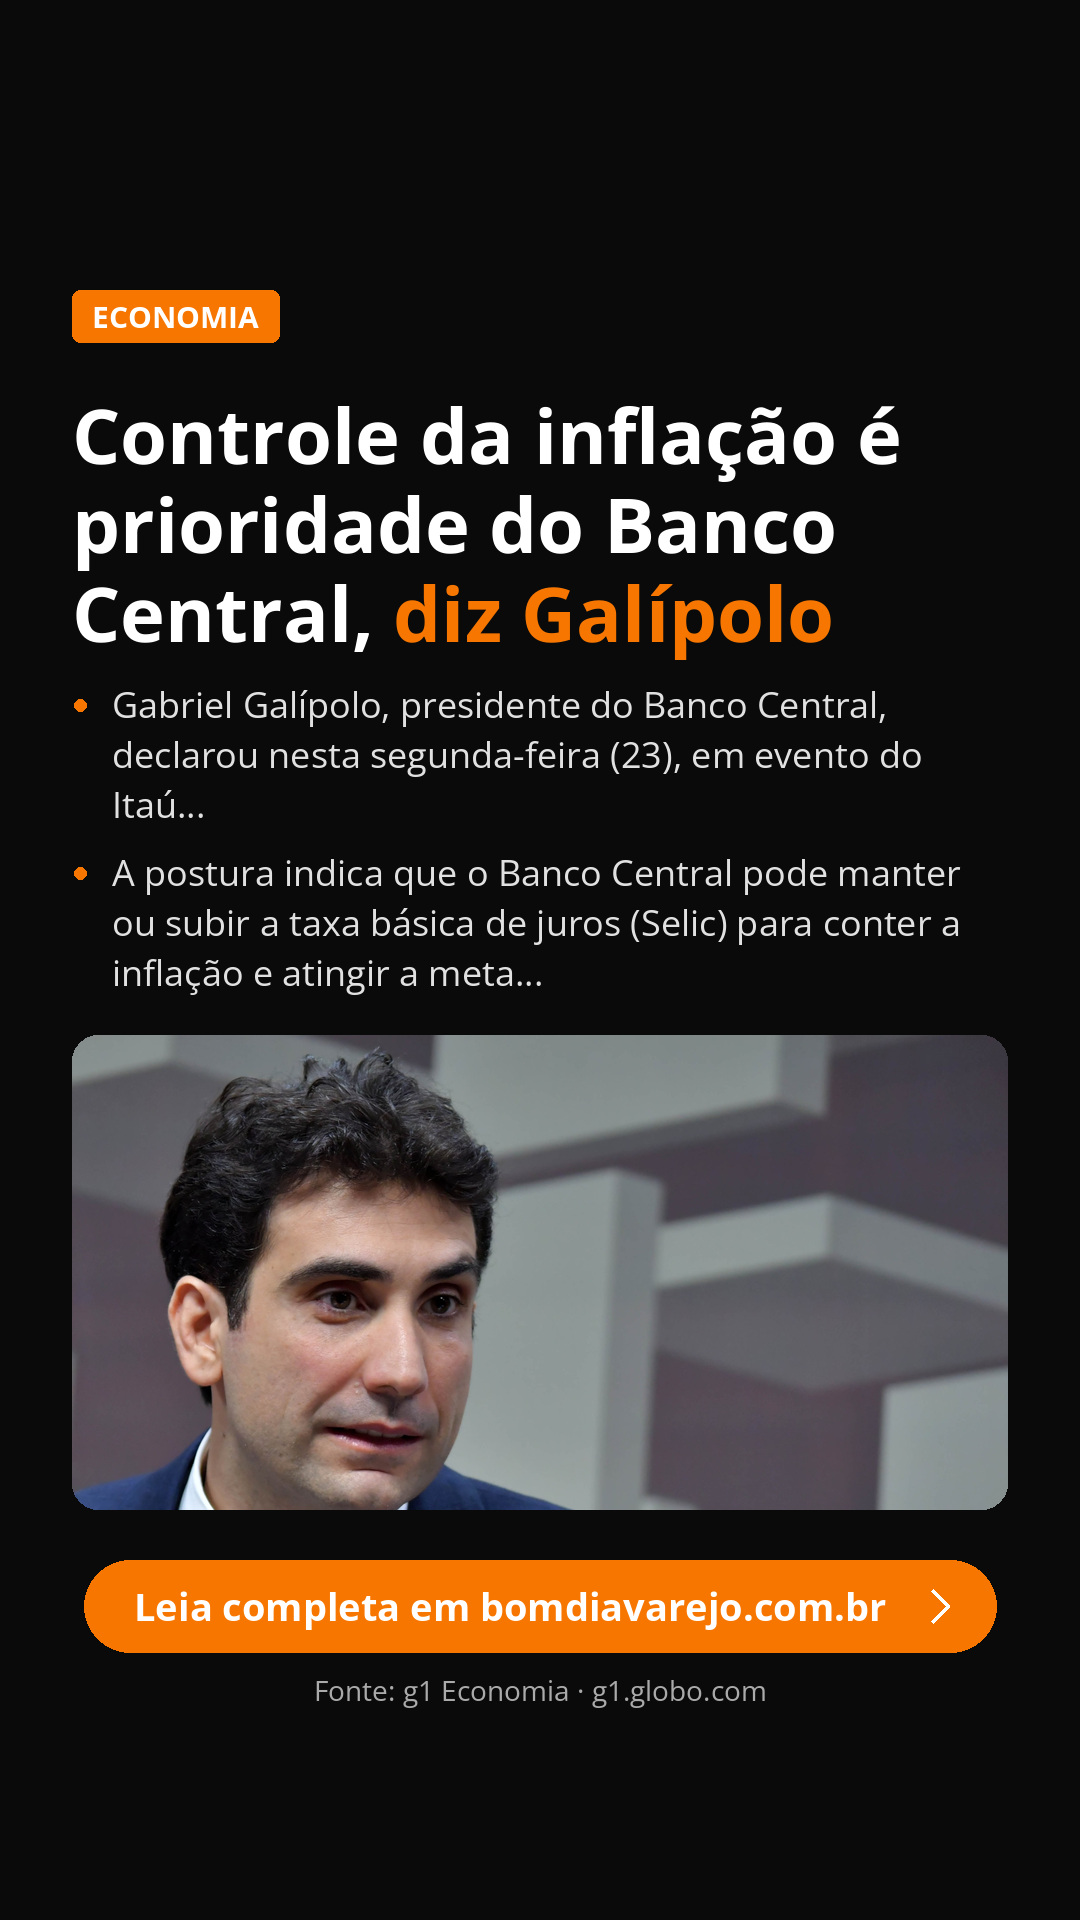 ECONOMIA
Controle da inflação é
prioridade do Banco
Central, diz Galípolo
• Gabriel Galípolo, presidente do Banco Central,
declarou nesta segunda-feira (23), em evento do
Itaú...
• A postura indica que o Banco Central pode manter
ou subir a taxa básica de juros (Selic) para conter a
inflação e atingir a meta...
Leia completa em bomdiavarejo.com.br
Fonte: g1 Economia · g1.globo.com